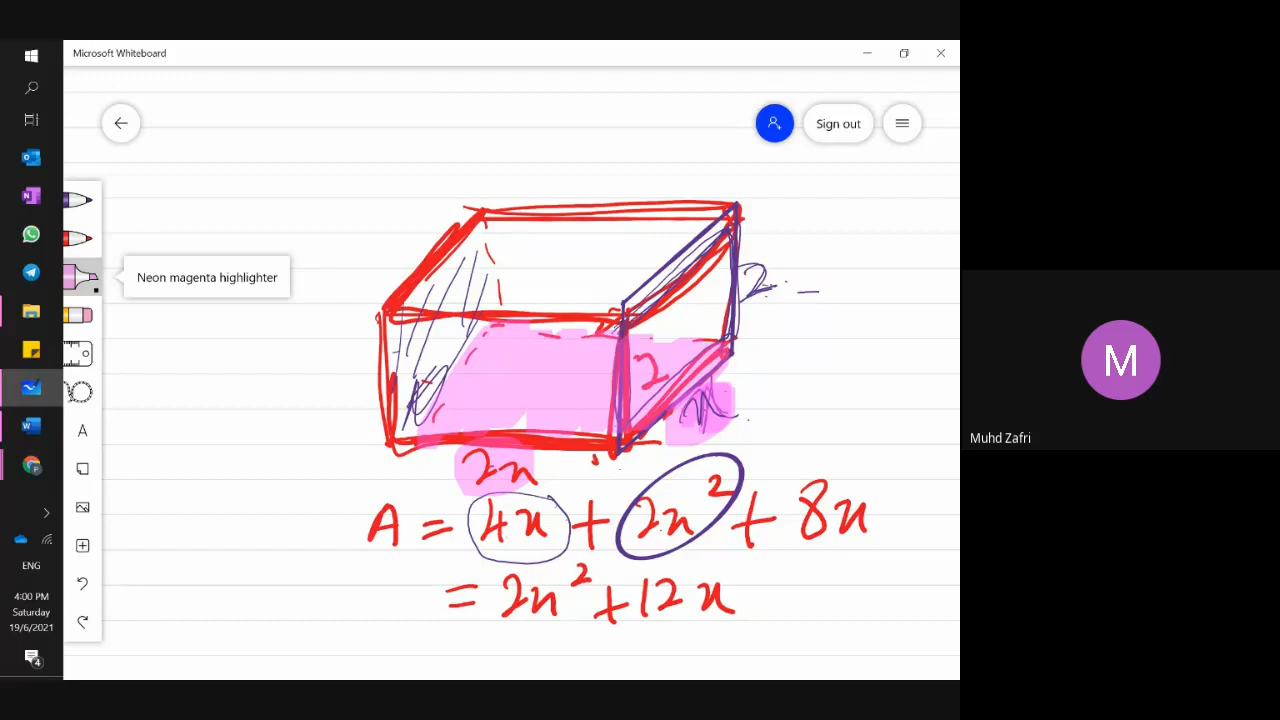 Microsoft Whiteboard
Sign out
Neon magenta highlighter
2
2
x
2x
A = 4x + 2x² + 8x
= 2x² + 12x
ENG
4:00 PM
Saturday
19/6/2021
4
M
Muhd Zafri